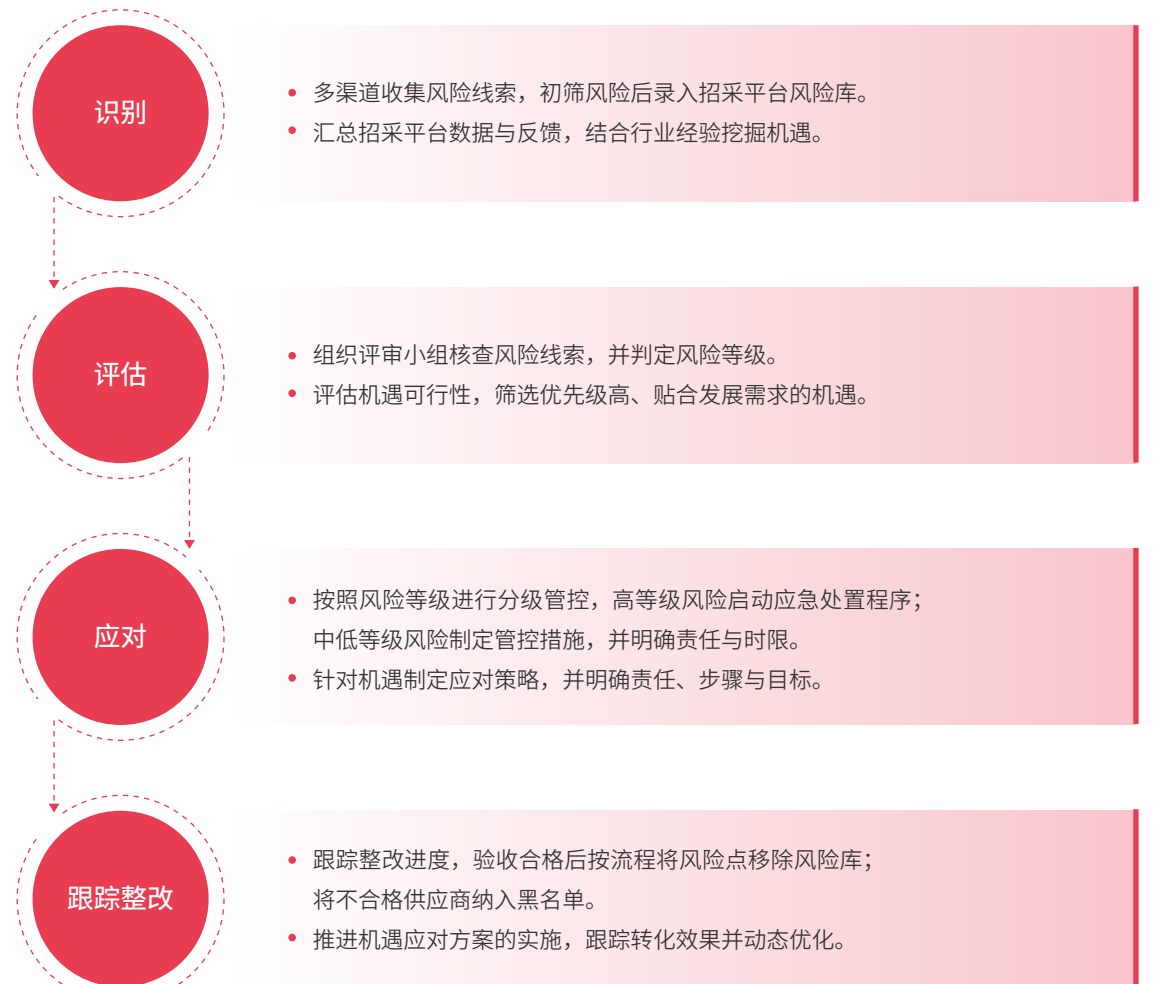 识别
多渠道收集风险线索，初筛风险后录入招采平台风险库。
汇总招采平台数据与反馈，结合行业经验挖掘机遇。
评估
组织评审小组核查风险线索，并判定风险等级。
评估机遇可行性，筛选优先级高、贴合发展需求的机遇。
应对
按照风险等级进行分级管控，高等级风险启动应急处置程序；
中低等级风险制定管控措施，并明确责任与时限。
针对机遇制定应对策略，并明确责任、步骤与目标。
跟踪整改
跟踪整改进度，验收合格后按流程将风险点移除风险库；
将不合格供应商纳入黑名单。
推进机遇应对方案的实施，跟踪转化效果并动态优化。